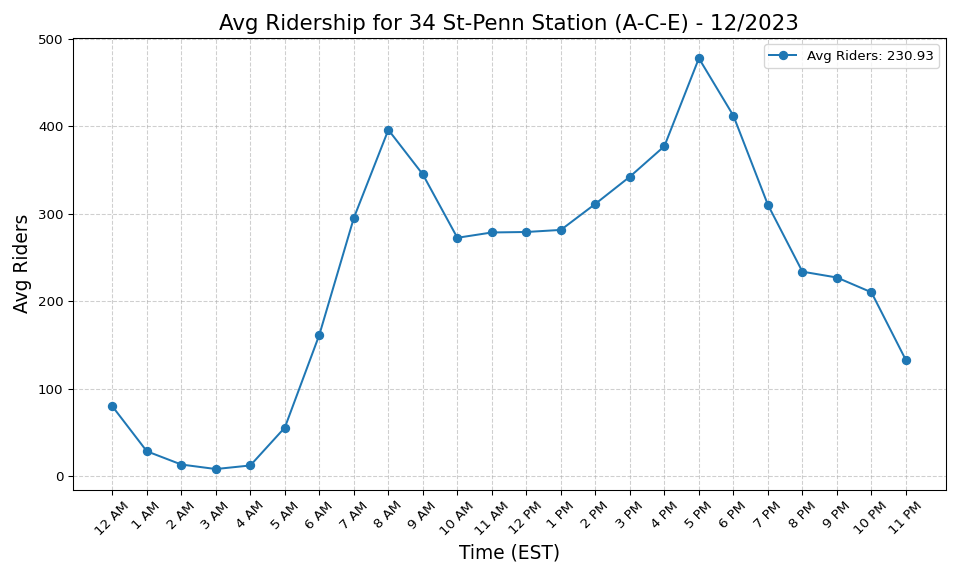 Avg Ridership for 34 St-Penn Station (A-C-E) - 12/2023
Avg Riders: 230.93
500
400
300
200
100
0
Avg Riders
12 AM
1 AM
2 AM
3 AM
4 AM
5 AM
6 AM
7 AM
8 AM
9 AM
10 AM
11 AM
12 PM
1 PM
2 PM
3 PM
4 PM
5 PM
6 PM
7 PM
8 PM
9 PM
10 PM
11 PM
Time (EST)